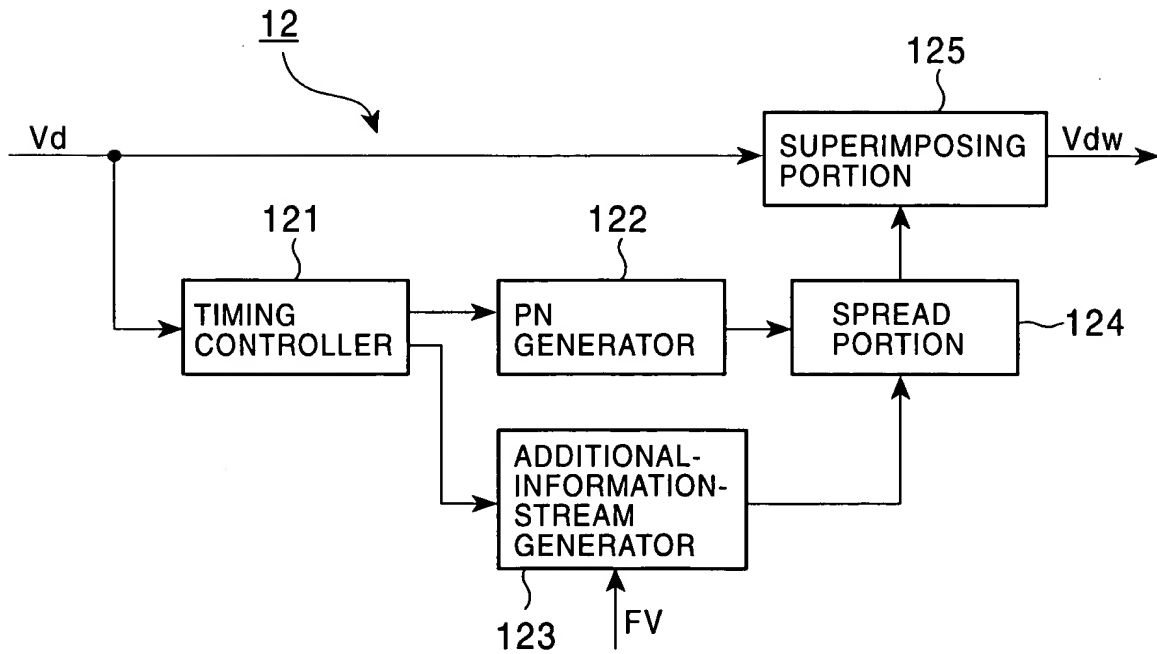 12
125
Vd
SUPERIMPOSING
PORTION
Vdw
121
122
TIMING
CONTROLLER
PN
GENERATOR
SPREAD
PORTION
124
ADDITIONAL-
INFORMATION-
STREAM
GENERATOR
123
FV